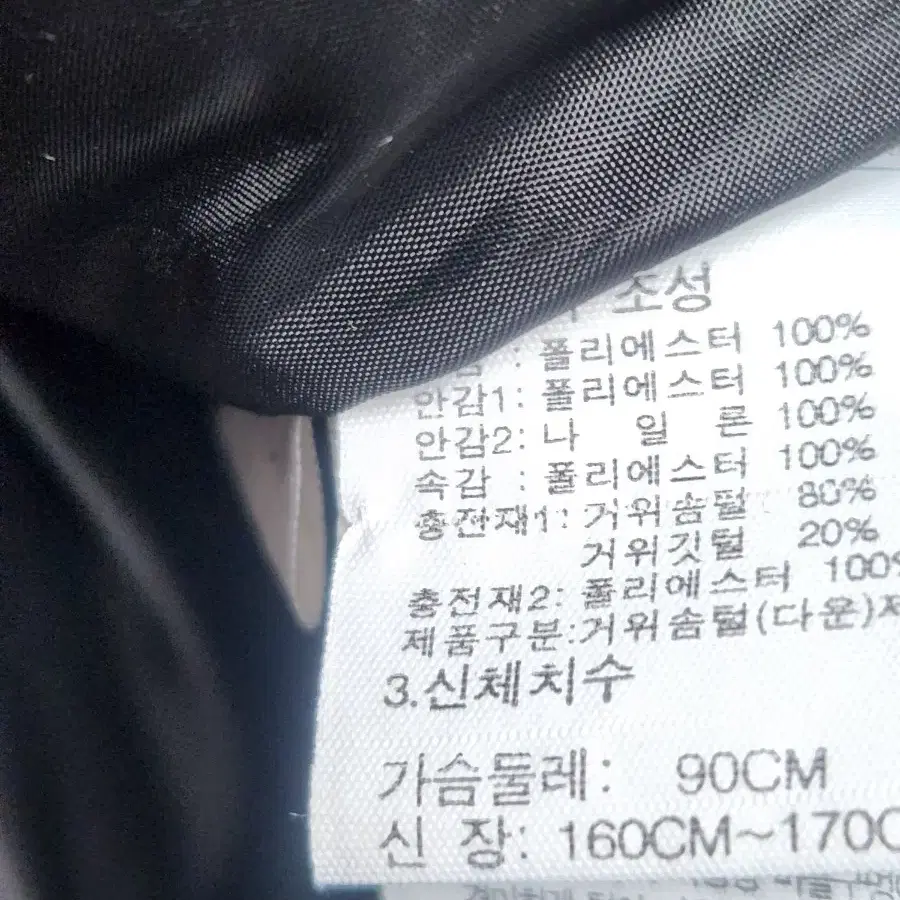 조성
: 폴리에스터 100%
안감1: 폴리에스터 100%
안감2: 나 일 론 100%
속감 : 폴리에스터 100%
충전재1: 거위솜털 80%
거위깃털 20%
충전재2: 폴리에스터 100%
제품구분:거위솜털(다운)제
3.신체치수
가슴둘레: 90CM
신 장: 160CM~170C